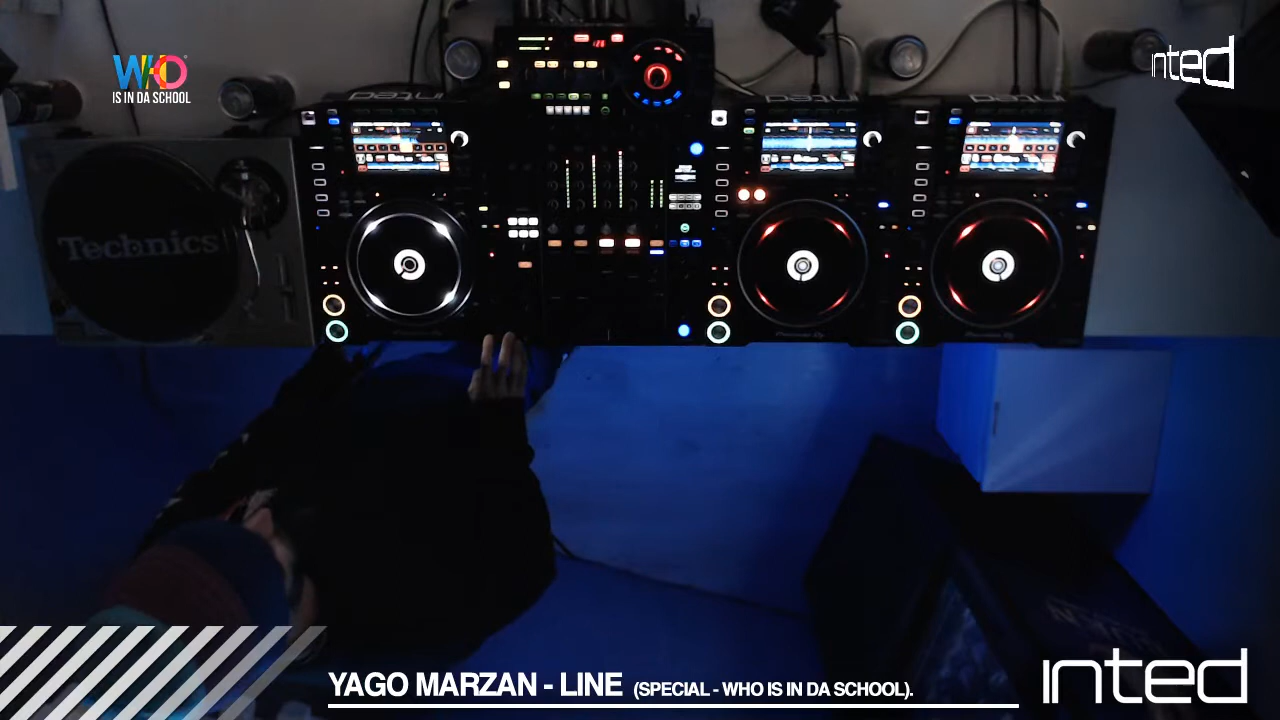 WHO
IS IN DA SCHOOL
inted
Technics
YAGO MARZAN - LINE (SPECIAL - WHO IS IN DA SCHOOL).
inted